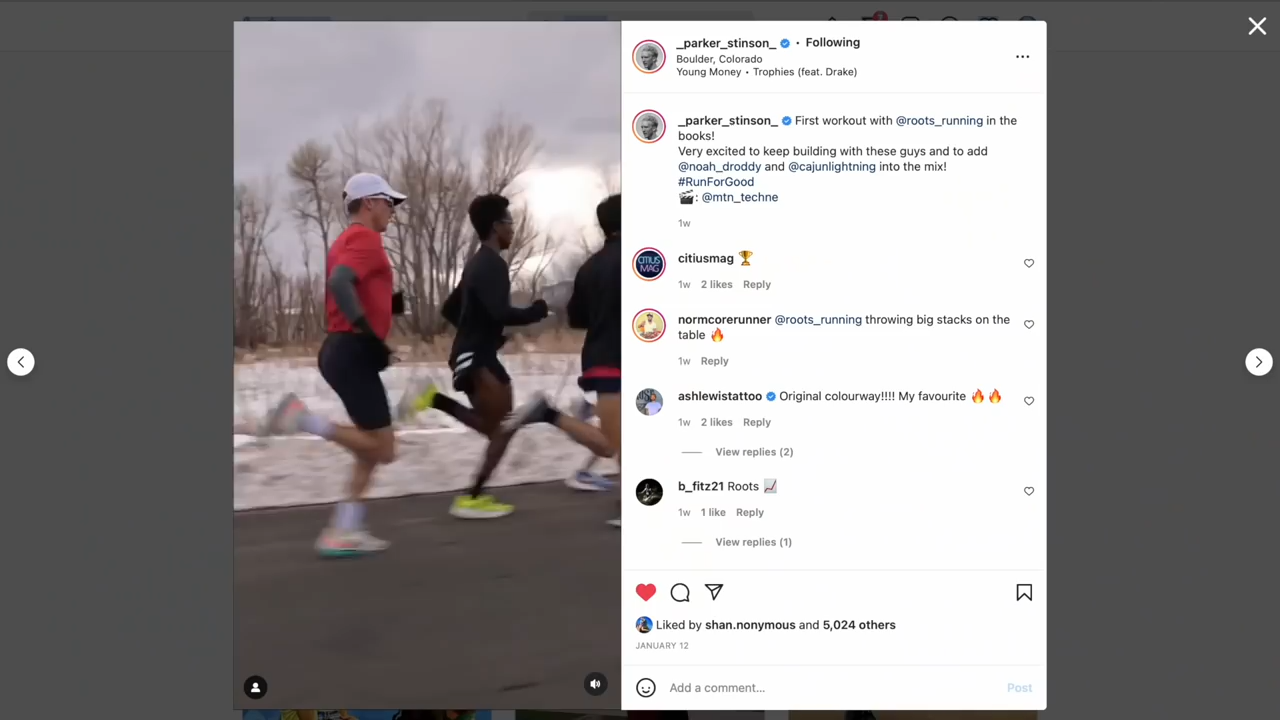 _parker_stinson_ • Following
Boulder, Colorado
Young Money • Trophies (feat. Drake)
_parker_stinson_ First workout with @roots_running in the
books!
Very excited to keep building with these guys and to add
@noah_droddy and @cajunlightning into the mix!
#RunForGood
🎬: @mtn_techne
1w
CITIUS
MAG
citiusmag 🏆
1w 2 likes Reply
normcorerunner @roots_running throwing big stacks on the
table 🔥
1w Reply
ashlewistattoo Original colourway!!!! My favourite 🔥🔥
1w 2 likes Reply
View replies (2)
b_fitz21 Roots 📈
1w 1 like Reply
View replies (1)
Liked by shan.nonymous and 5,024 others
JANUARY 12
Add a comment... Post